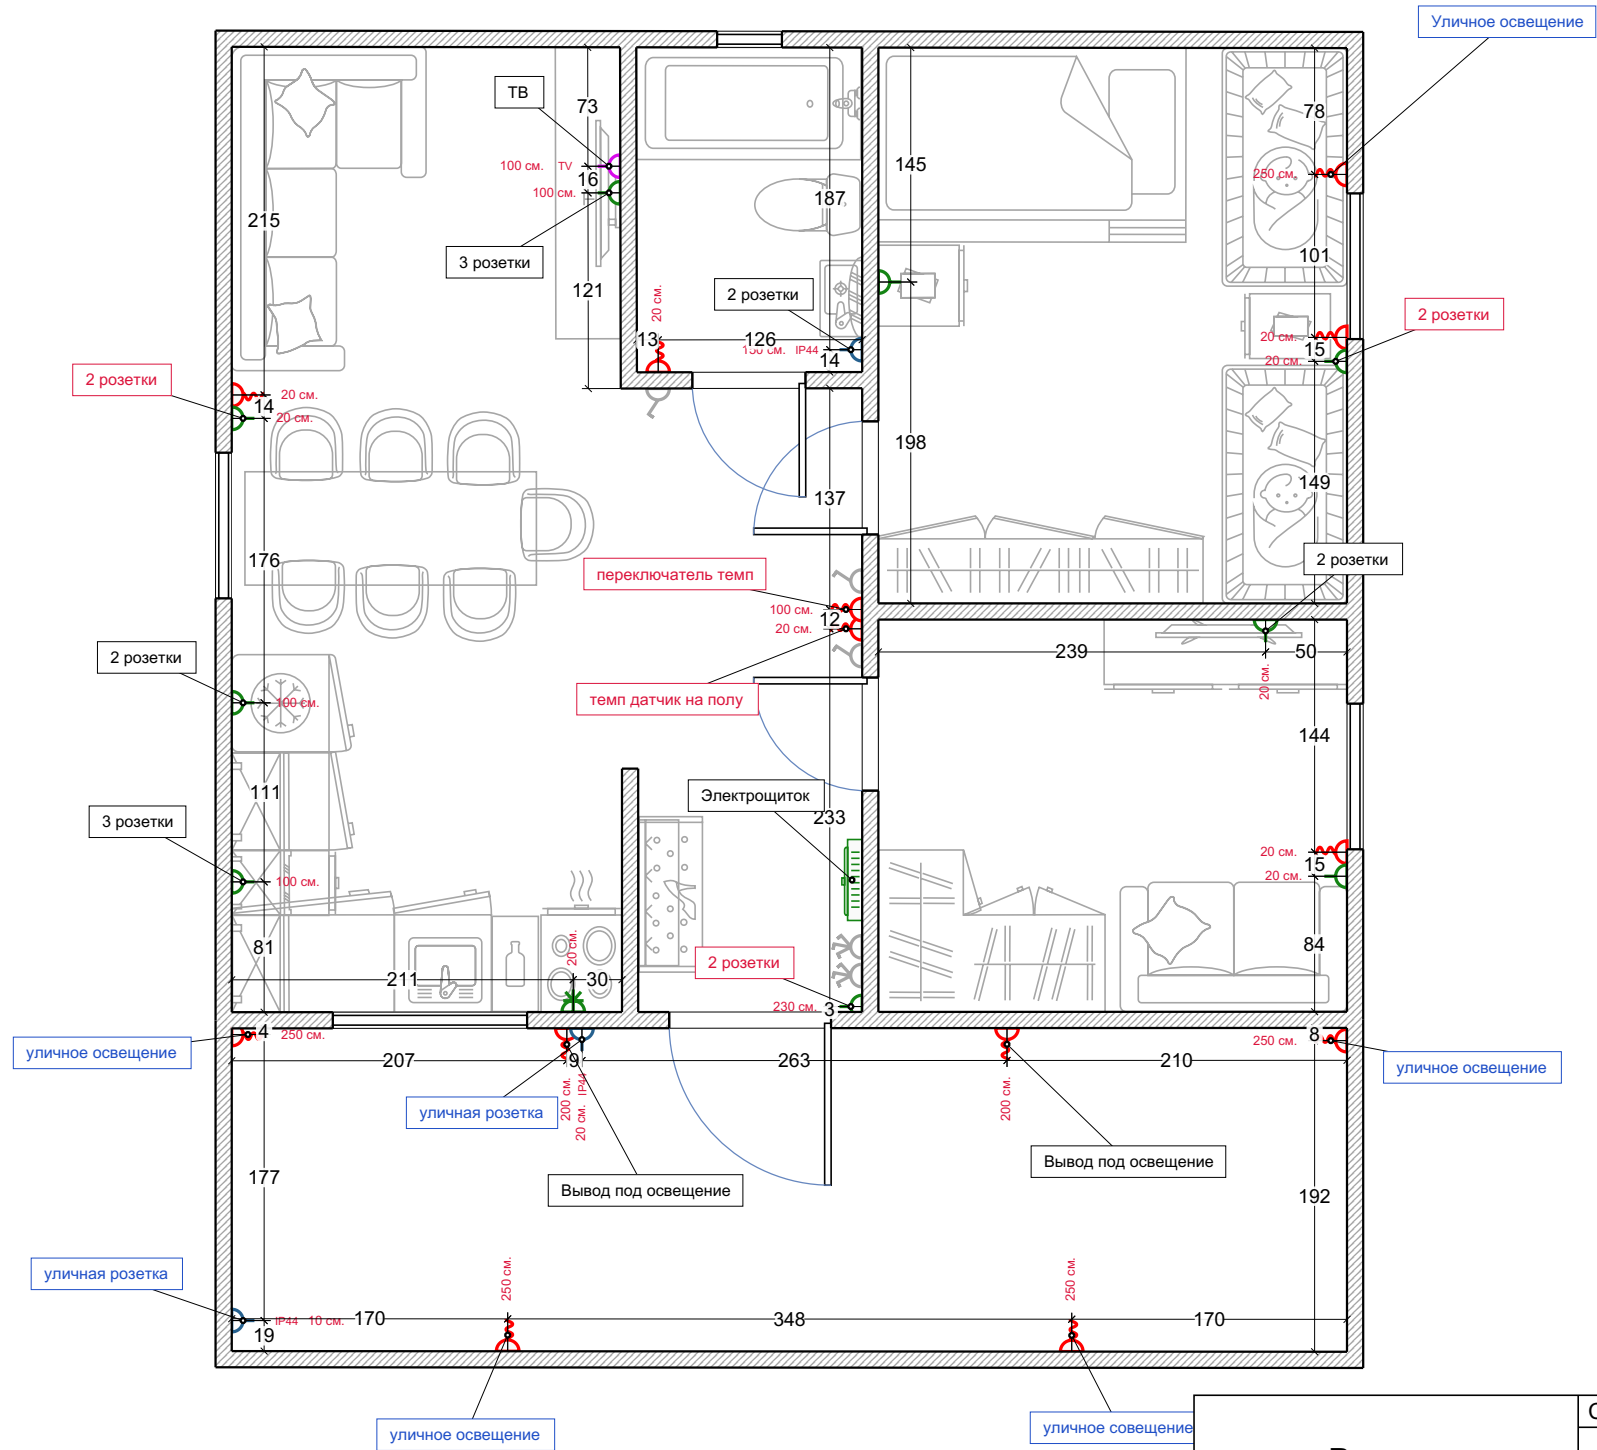 Уличное освещение
ТВ
73
78
100 см. TV
16
145
250 см.
100 см.
187
215
3 розетки
101
121
2 розетки
20 см.
2 розетки
13
126
150 см. IP44
14
20 см.
15
20 см.
2 розетки
20 см.
14
20 см.
198
149
137
176
2 розетки
переключатель темп
100 см.
12
20 см.
2 розетки
239
50
20 см.
темп датчик на полу
100 см.
144
Электрощиток
111
233
3 розетки
20 см.
15
20 см.
100 см.
81
20 см.
84
2 розетки
211
30
230 см.
3
4
250 см.
8
250 см.
уличное освещение
207
9
263
210
уличное освещение
200 см.
20 см. IP44
200 см.
уличная розетка
Вывод под освещение
177
Вывод под освещение
192
уличная розетка
250 см.
250 см.
IP44 10 см.
170
348
170
19
уличное освещение
уличное совещение